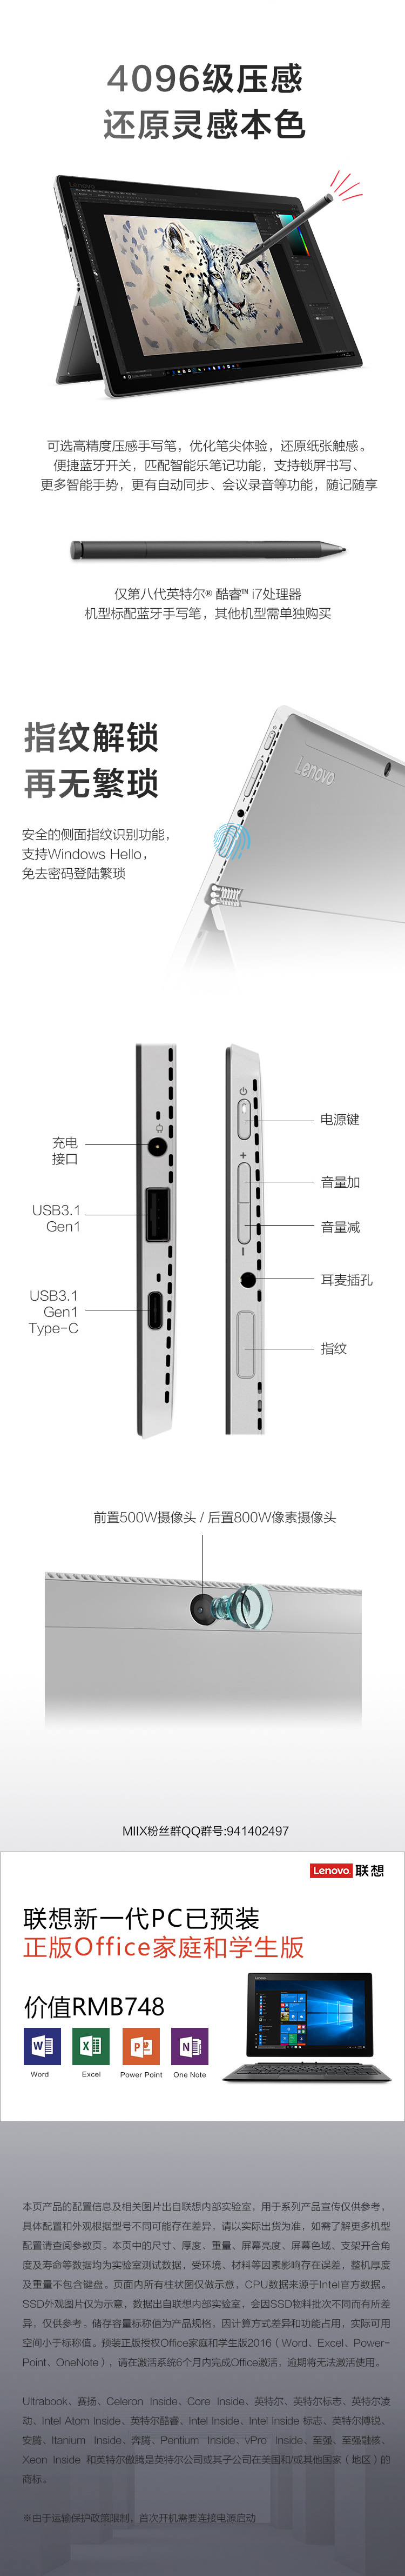 4096级压感
还原灵感本色
可选高精度压感手写笔，优化笔尖体验，还原纸张触感。
便捷蓝牙开关，匹配智能乐笔记功能，支持锁屏书写、
更多智能手势，更有自动同步、会议录音等功能，随记随享
仅第八代英特尔® 酷睿™ i7处理器
机型标配蓝牙手写笔，其他机型需单独购买
指纹解锁
再无繁琐
Lenovo
安全的侧面指纹识别功能，
支持Windows Hello，
免去密码登陆繁琐
电源键
充电
接口
音量加
USB3.1
Gen1
音量减
耳麦插孔
USB3.1
Gen1
Type-C
指纹
前置500W摄像头 / 后置800W像素摄像头
MIIX粉丝群QQ群号:941402497
Lenovo 联想
联想新一代PC已预装
正版Office家庭和学生版
价值RMB748
Word Excel Power Point One Note
本页产品的配置信息及相关图片出自联想内部实验室，用于系列产品宣传仅供参考，
具体配置和外观根据型号不同可能存在差异，请以实际出货为准，如需了解更多机型
配置请查阅参数页。本页中的尺寸、厚度、重量、屏幕亮度、屏幕色域、支架开合角
度及寿命等数据均为实验室测试数据，受环境、材料等因素影响存在误差，整机厚度
及重量不包含键盘。页面内所有柱状图仅做示意，CPU数据来源于Intel官方数据。
SSD外观图片仅为示意，数据出自联想内部实验室，会因SSD物料批次不同而有所差
异，仅供参考。储存容量标称值为产品规格，因计算方式差异和功能占用，实际可用
空间小于标称值。预装正版授权Office家庭和学生版2016（Word、Excel、Power-
Point、OneNote），请在激活系统6个月内完成Office激活，逾期将无法激活使用。
Ultrabook、赛扬、Celeron Inside、Core Inside、英特尔、英特尔标志、英特尔凌
动、Intel Atom Inside、英特尔酷睿、Intel Inside、Intel Inside 标志、英特尔博锐、
安腾、Itanium Inside、奔腾、Pentium Inside、vPro Inside、至强、至强融核、
Xeon Inside 和英特尔傲腾是英特尔公司或其子公司在美国和/或其他国家（地区）的
商标。
※由于运输保护政策限制，首次开机需要连接电源启动